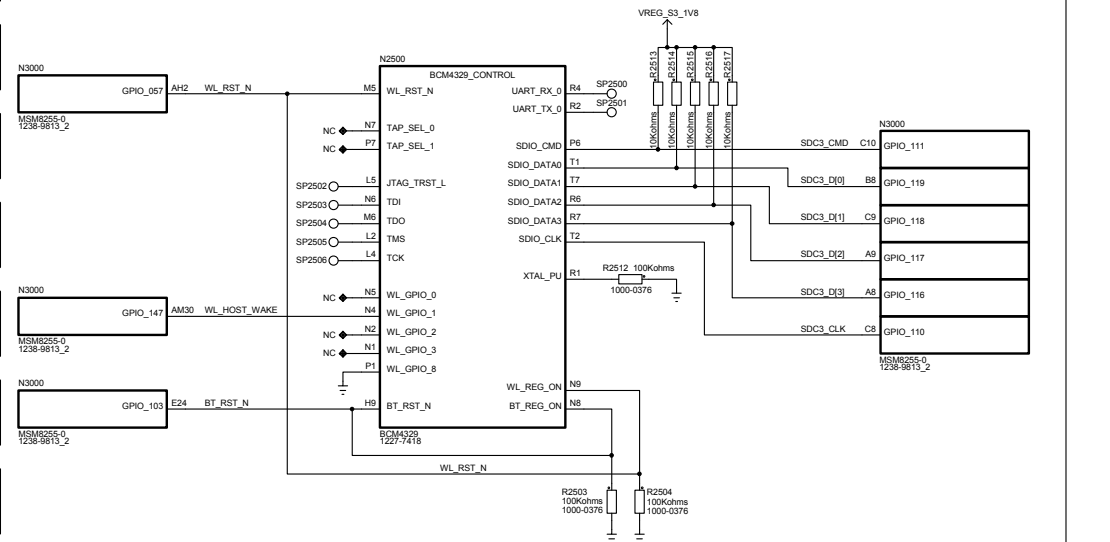 VREG_S3_1V8
R2513
R2514
R2515
R2516
R2517
10Kohms
10Kohms
10Kohms
10Kohms
10Kohms
N3000
GPIO_057
AH2
WL_RST_N
MSM8255-0
1238-9813_2
N2500
BCM4329_CONTROL
M5
WL_RST_N
UART_RX_0
R4
SP2500
UART_TX_0
R2
SP2501
NC
N7
TAP_SEL_0
NC
P7
TAP_SEL_1
SDIO_CMD
P6
SDIO_DATA0
T1
SP2502
L5
JTAG_TRST_L
SDIO_DATA1
T7
SP2503
N6
TDI
SDIO_DATA2
R6
SP2504
M6
TDO
SDIO_DATA3
R7
SP2505
L2
TMS
SDIO_CLK
T2
SP2506
L4
TCK
XTAL_PU
R1
R2512 100Kohms
1000-0376
N3000
SDC3_CMD
C10
GPIO_111
SDC3_D[0]
B8
GPIO_119
SDC3_D[1]
C9
GPIO_118
SDC3_D[2]
A9
GPIO_117
SDC3_D[3]
A8
GPIO_116
SDC3_CLK
C8
GPIO_110
MSM8255-0
1238-9813_2
N3000
GPIO_147
AM30
WL_HOST_WAKE
MSM8255-0
1238-9813_2
NC
N5
WL_GPIO_0
N4
WL_GPIO_1
NC
N2
WL_GPIO_2
NC
N1
WL_GPIO_3
P1
WL_GPIO_8
WL_REG_ON
N9
N3000
GPIO_103
E24
BT_RST_N
MSM8255-0
1238-9813_2
H9
BT_RST_N
BT_REG_ON
N8
BCM4329
1227-7418
WL_RST_N
R2503
100Kohms
1000-0376
R2504
100Kohms
1000-0376